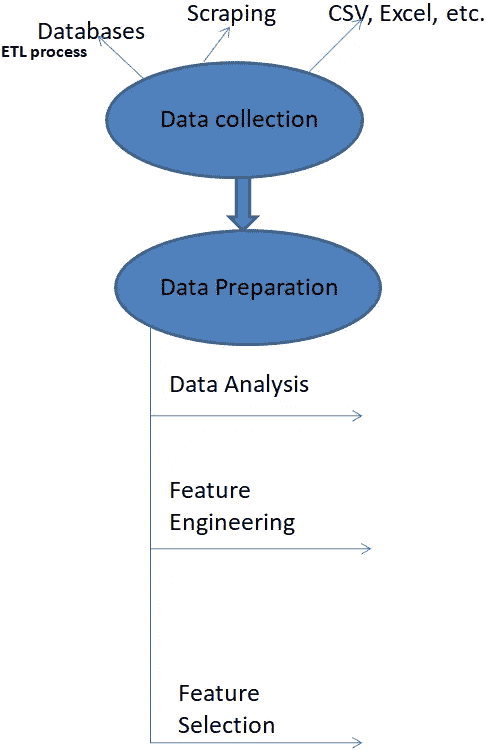 Scraping
CSV, Excel, etc.
Databases
ETL process
Data collection
Data Preparation
Data Analysis
Feature
Engineering
Feature
Selection